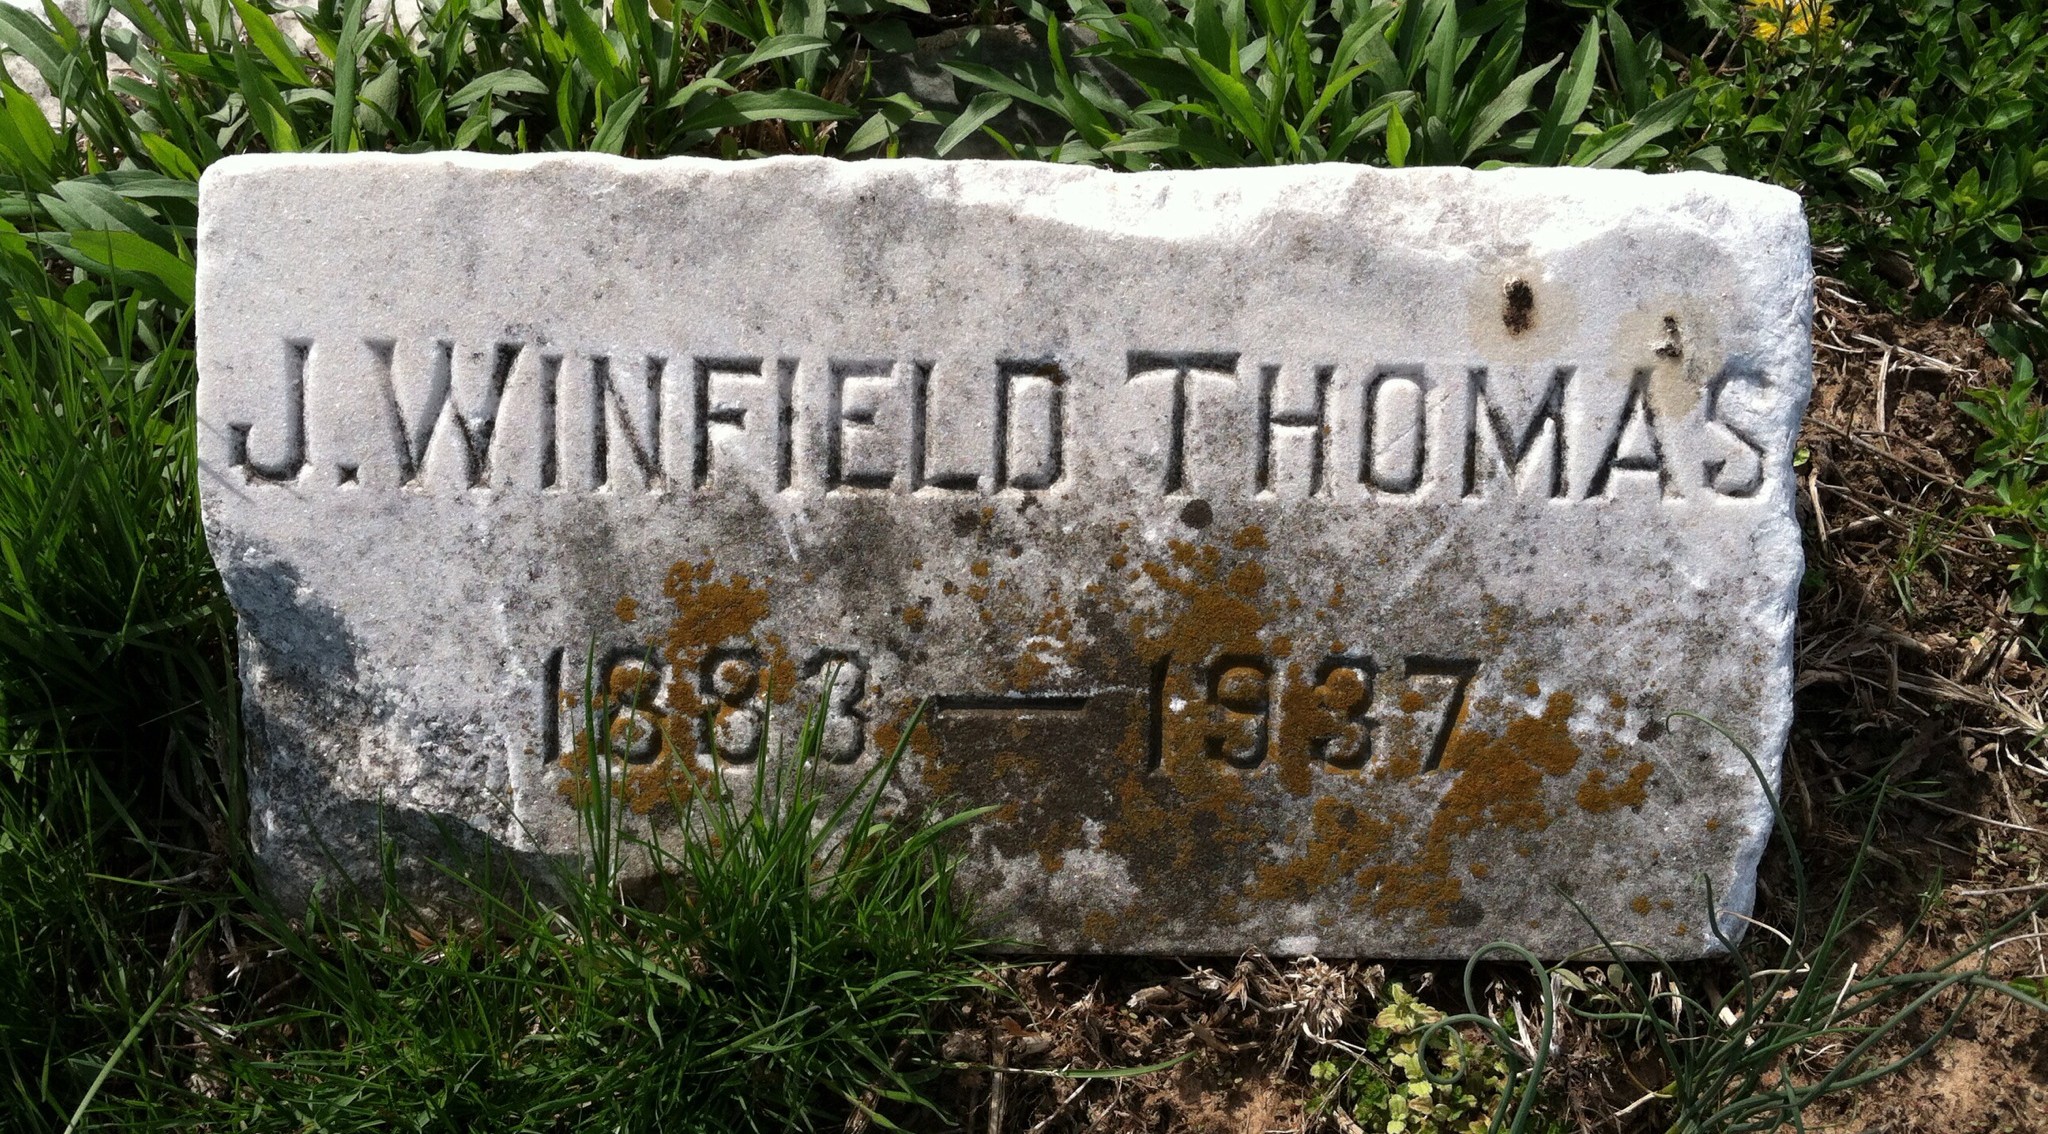 J. WINFIELD THOMAS
1883 — 1937